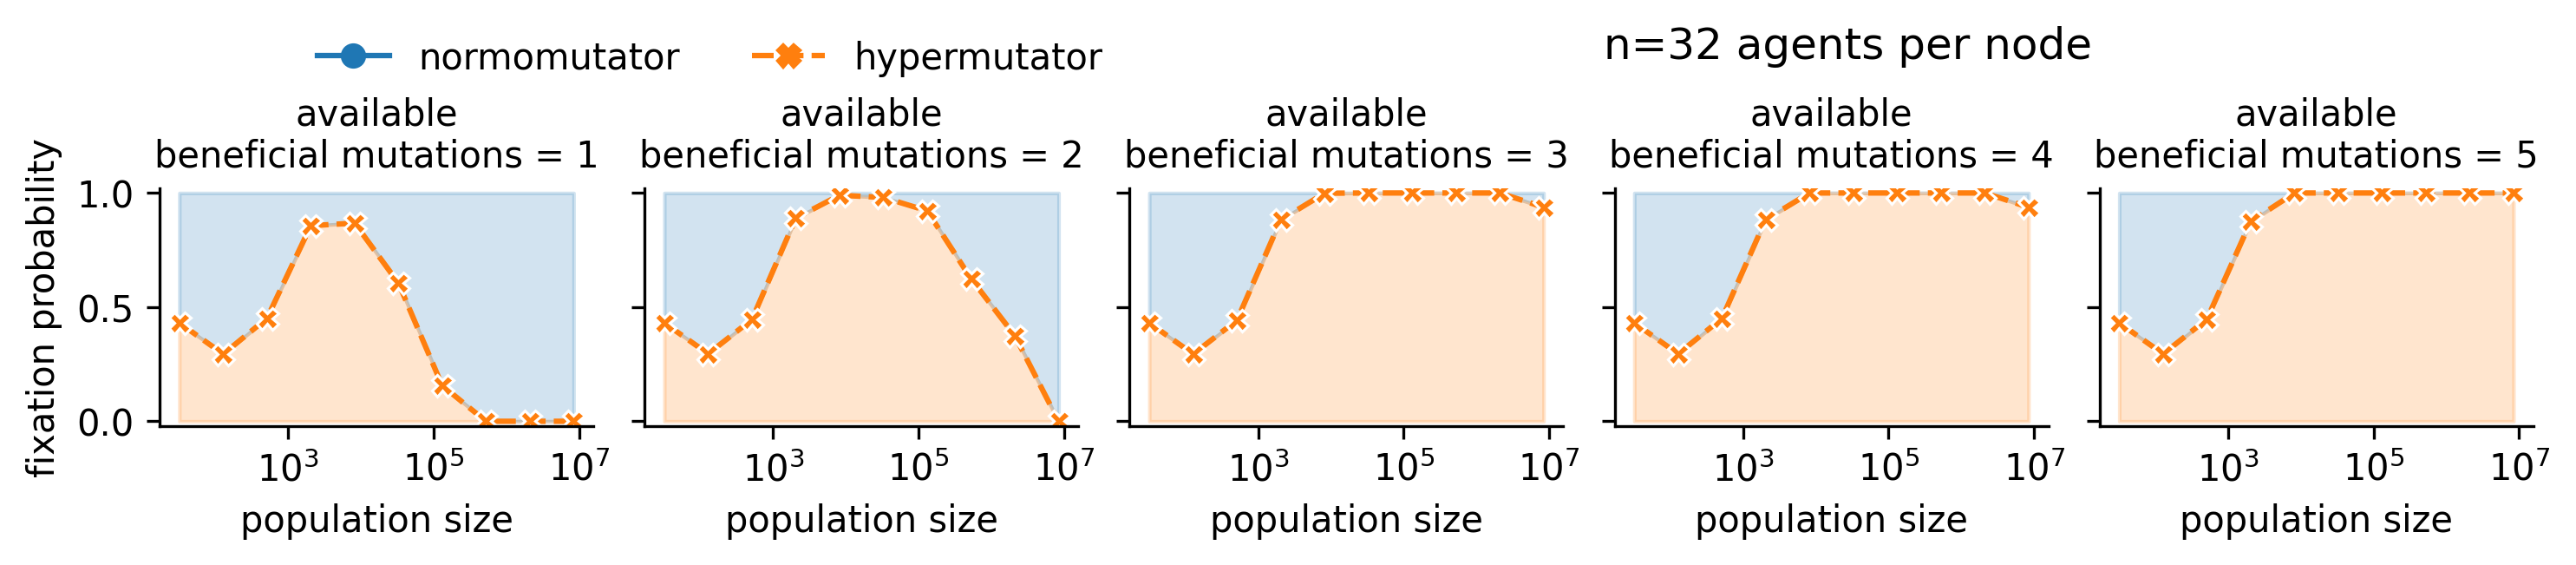 normomutator hypermutator n=32 agents per node
available available available available available
beneficial mutations = 1 beneficial mutations = 2 beneficial mutations = 3 beneficial mutations = 4 beneficial mutations = 5
fixation probability
1.0
0.5
0.0
10³ 10⁵ 10⁷ 10³ 10⁵ 10⁷ 10³ 10⁵ 10⁷ 10³ 10⁵ 10⁷ 10³ 10⁵ 10⁷
population size population size population size population size population size